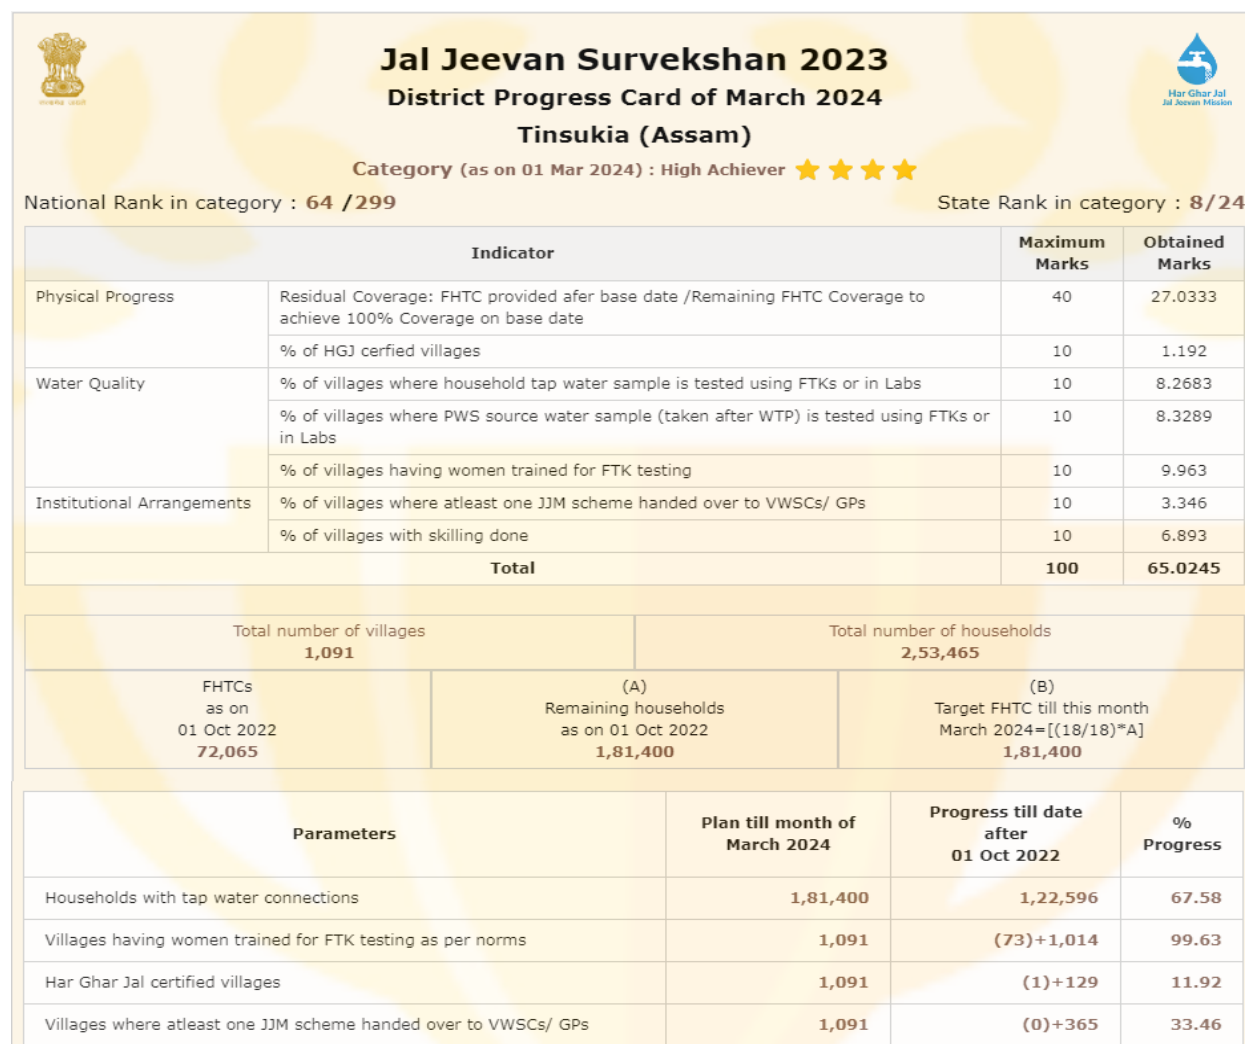 Jal Jeevan Survekshan 2023
District Progress Card of March 2024
Tinsukia (Assam)
Har Ghar Jal
Jal Jeevan Mission
Category (as on 01 Mar 2024) : High Achiever
National Rank in category : 64 /299
State Rank in category : 8/24
Indicator
Maximum
Marks
Obtained
Marks
Physical Progress
Residual Coverage: FHTC provided afer base date /Remaining FHTC Coverage to
achieve 100% Coverage on base date
40
27.0333
% of HGJ cerfied villages
10
1.192
Water Quality
% of villages where household tap water sample is tested using FTKs or in Labs
10
8.2683
% of villages where PWS source water sample (taken after WTP) is tested using FTKs or
in Labs
10
8.3289
% of villages having women trained for FTK testing
10
9.963
Institutional Arrangements
% of villages where atleast one JJM scheme handed over to VWSCs/ GPs
10
3.346
% of villages with skilling done
10
6.893
Total
100
65.0245
Total number of villages
1,091
Total number of households
2,53,465
FHTCs
as on
01 Oct 2022
72,065
(A)
Remaining households
as on 01 Oct 2022
1,81,400
(B)
Target FHTC till this month
March 2024=[(18/18)*A]
1,81,400
Parameters
Plan till month of
March 2024
Progress till date
after
01 Oct 2022
%
Progress
Households with tap water connections
1,81,400
1,22,596
67.58
Villages having women trained for FTK testing as per norms
1,091
(73)+1,014
99.63
Har Ghar Jal certified villages
1,091
(1)+129
11.92
Villages where atleast one JJM scheme handed over to VWSCs/ GPs
1,091
(0)+365
33.46